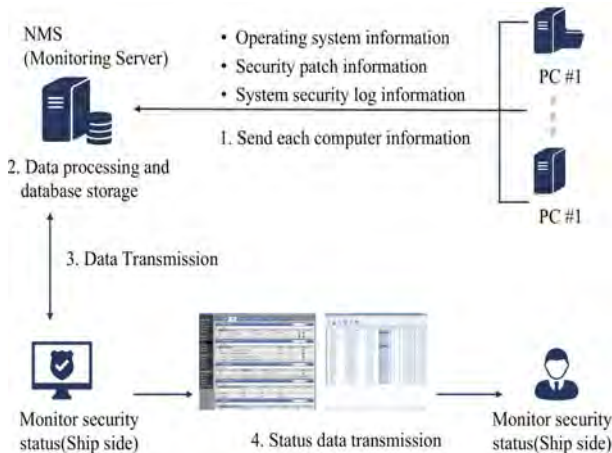 NMS
(Monitoring Server)
• Operating system information
• Security patch information
• System security log information
1. Send each computer information
PC #1
PC #1
2. Data processing and
database storage
3. Data Transmission
Monitor security
status(Ship side)
4. Status data transmission
Monitor security
status(Ship side)